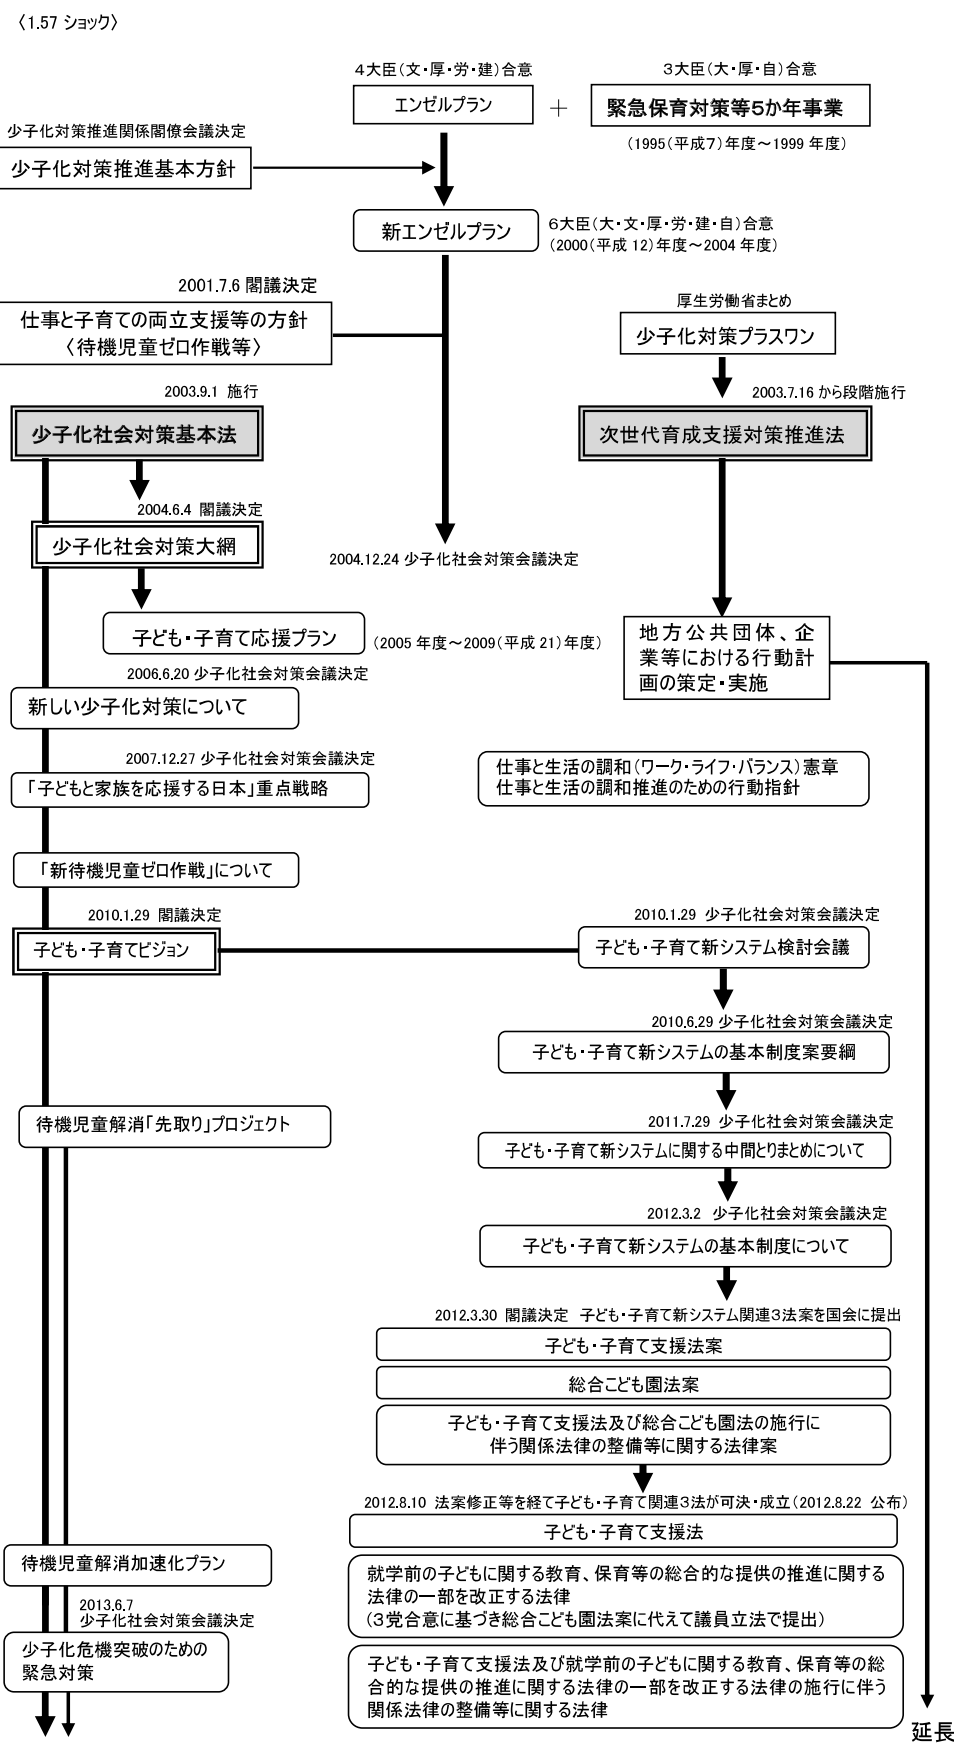 〈1.57 ショック〉
4大臣（文・厚・労・建）合意
3大臣（大・厚・自）合意
エンゼルプラン
＋
緊急保育対策等5か年事業
（1995（平成7）年度～1999 年度）
少子化対策推進関係閣僚会議決定
少子化対策推進基本方針
新エンゼルプラン
6大臣（大・文・厚・労・建・自）合意
（2000（平成 12）年度～2004 年度）
2001.7.6 閣議決定
仕事と子育ての両立支援等の方針
〈待機児童ゼロ作戦等〉
厚生労働省まとめ
少子化対策プラスワン
2003.9.1 施行
2003.7.16 から段階施行
少子化社会対策基本法
次世代育成支援対策推進法
2004.6.4 閣議決定
少子化社会対策大綱
2004.12.24 少子化社会対策会議決定
子ども・子育て応援プラン
（2005 年度～2009（平成 21）年度）
地方公共団体、企
業等における行動計
画の策定・実施
2006.6.20 少子化社会対策会議決定
新しい少子化対策について
2007.12.27 少子化社会対策会議決定
「子どもと家族を応援する日本」重点戦略
仕事と生活の調和（ワーク・ライフ・バランス）憲章
仕事と生活の調和推進のための行動指針
「新待機児童ゼロ作戦」について
2010.1.29 閣議決定
子ども・子育てビジョン
2010.1.29 少子化社会対策会議決定
子ども・子育て新システム検討会議
2010.6.29 少子化社会対策会議決定
子ども・子育て新システムの基本制度案要綱
待機児童解消「先取り」プロジェクト
2011.7.29 少子化社会対策会議決定
子ども・子育て新システムに関する中間とりまとめについて
2012.3.2 少子化社会対策会議決定
子ども・子育て新システムの基本制度について
2012.3.30 閣議決定 子ども・子育て新システム関連3法案を国会に提出
子ども・子育て支援法案
総合こども園法案
子ども・子育て支援法及び総合こども園法の施行に
伴う関係法律の整備等に関する法律案
2012.8.10 法案修正等を経て子ども・子育て関連3法が可決・成立（2012.8.22 公布）
子ども・子育て支援法
待機児童解消加速化プラン
就学前の子どもに関する教育、保育等の総合的な提供の推進に関する
法律の一部を改正する法律
（3党合意に基づき総合こども園法案に代えて議員立法で提出）
2013.6.7
少子化社会対策会議決定
少子化危機突破のための
緊急対策
子ども・子育て支援法及び就学前の子どもに関する教育、保育等の総
合的な提供の推進に関する法律の一部を改正する法律の施行に伴う
関係法律の整備等に関する法律
延長